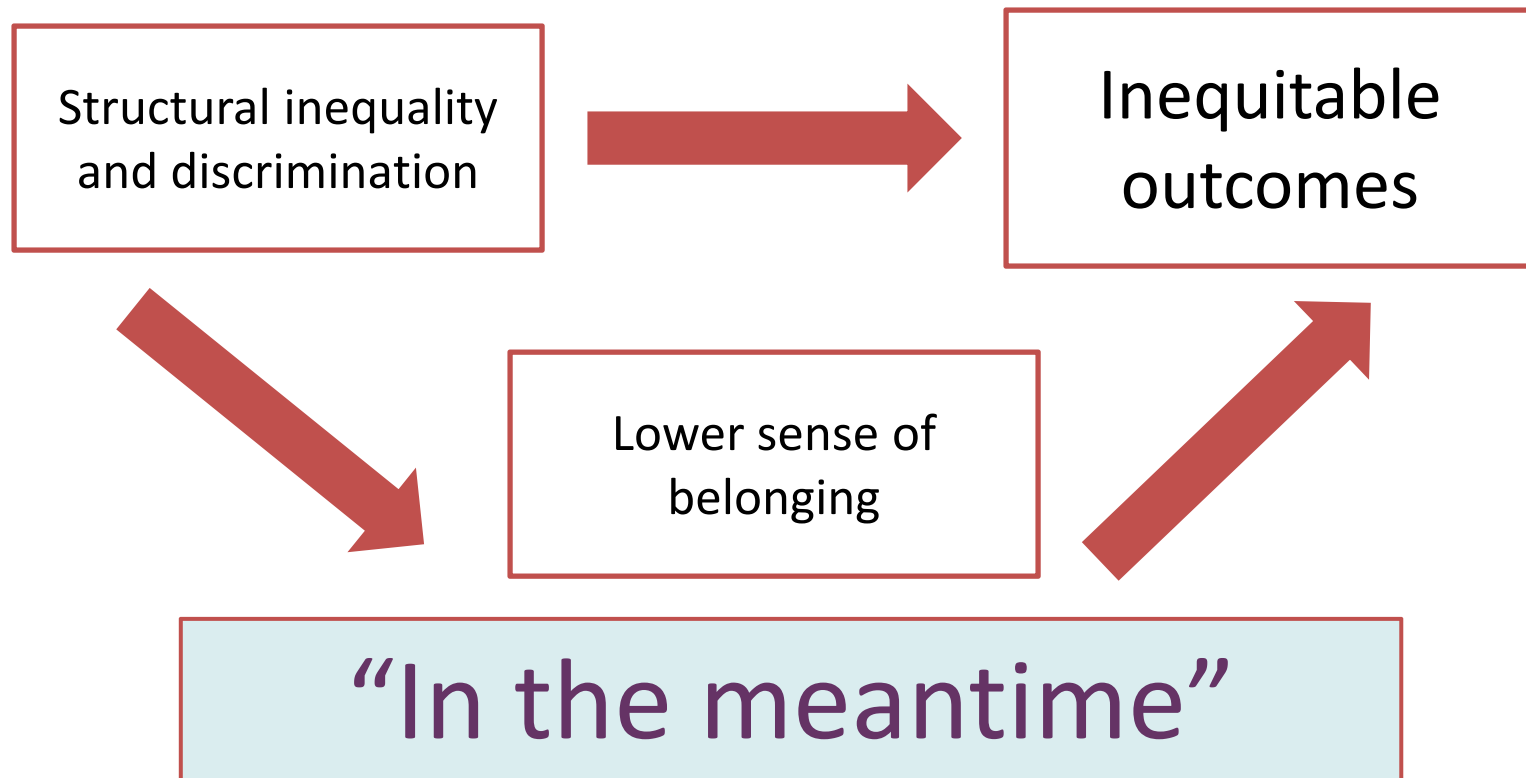 Structural inequality
and discrimination
Inequitable
outcomes
Lower sense of
belonging
“In the meantime”